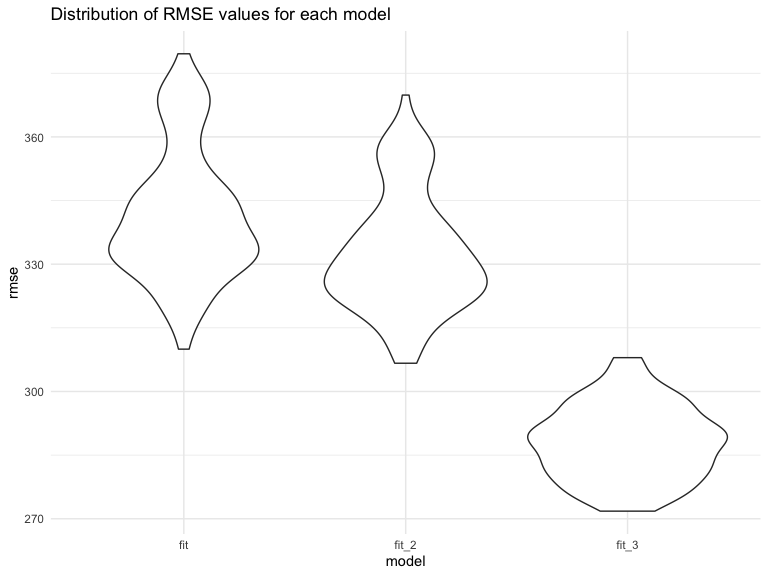 Distribution of RMSE values for each model
rmse
360
330
300
270
fit
fit_2
fit_3
model